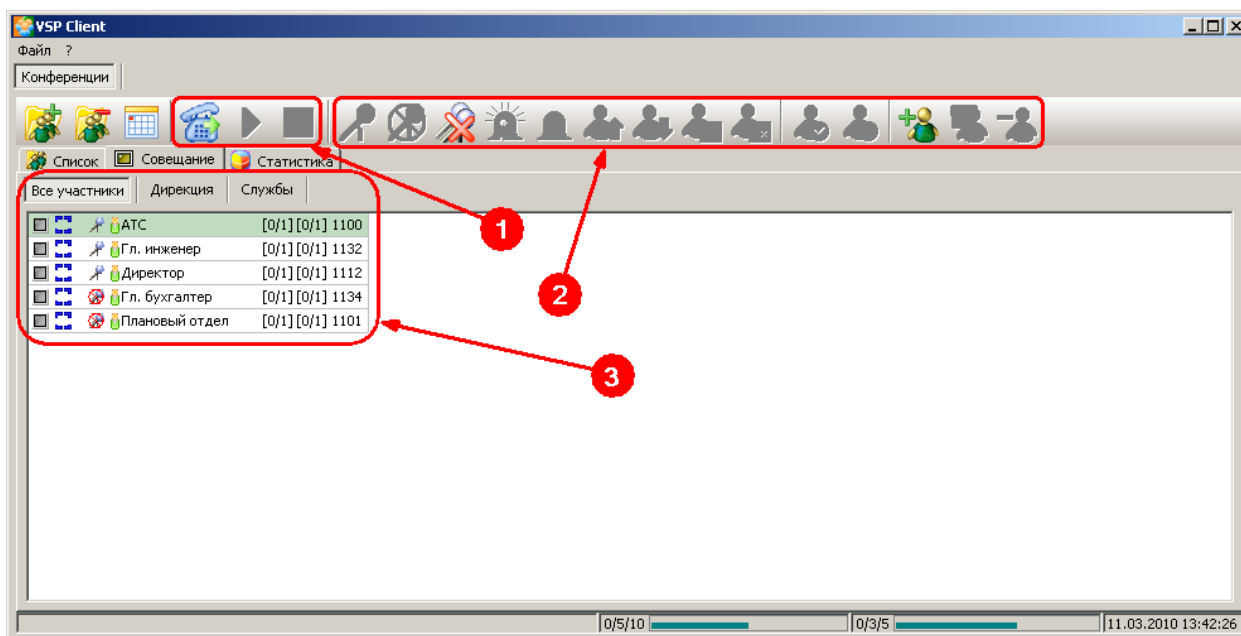 VSP Client
Файл ?
Конференции
Список Совещание Статистика
Все участники Дирекция Службы
АТС [0/1] [0/1] 1100
Гл. инженер [0/1] [0/1] 1132
Директор [0/1] [0/1] 1112
Гл. бухгалтер [0/1] [0/1] 1134
Плановый отдел [0/1] [0/1] 1101
1
2
3
0/5/10 0/3/5 11.03.2010 13:42:26